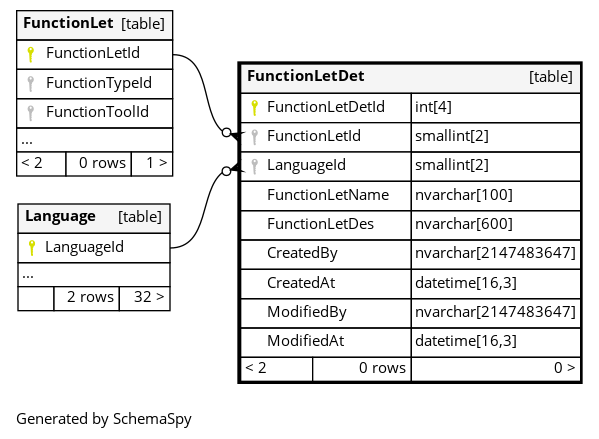 FunctionLet [table]
FunctionLetId
FunctionTypeId
FunctionToolId
...
< 2 0 rows 1 >
Language [table]
LanguageId
...
2 rows 32 >
FunctionLetDet [table]
FunctionLetDetId int[4]
FunctionLetId smallint[2]
LanguageId smallint[2]
FunctionLetName nvarchar[100]
FunctionLetDes nvarchar[600]
CreatedBy nvarchar[2147483647]
CreatedAt datetime[16,3]
ModifiedBy nvarchar[2147483647]
ModifiedAt datetime[16,3]
< 2 0 rows 0 >
Generated by SchemaSpy